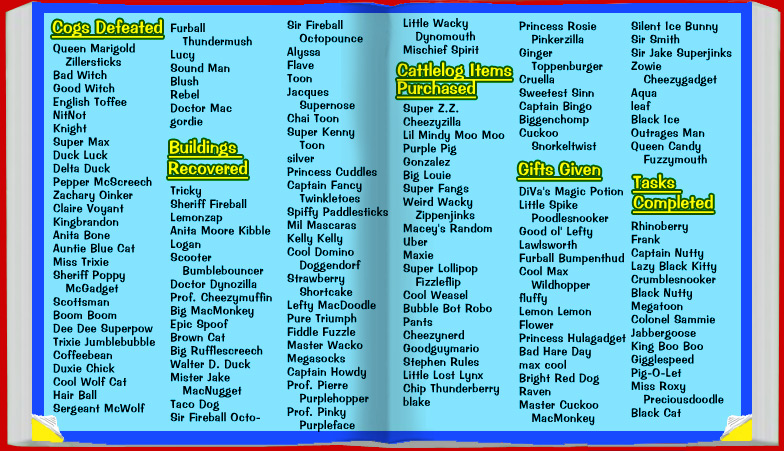 Cogs Defeated
Queen Marigold
Zillersticks
Bad Witch
Good Witch
English Toffee
NitNot
Knight
Super Max
Duck Luck
Delta Duck
Pepper McScreech
Zachary Oinker
Claire Voyant
Kingbrandon
Anita Bone
Auntie Blue Cat
Miss Trixie
Sheriff Poppy
McGadget
Scottsman
Boom Boom
Dee Dee Superpow
Trixie Jumblebubble
Coffeebean
Duxie Chick
Cool Wolf Cat
Hair Ball
Sergeant McWolf
Furball
Thundermush
Lucy
Sound Man
Blush
Rebel
Doctor Mac
gordie
Buildings
Recovered
Tricky
Sheriff Fireball
Lemonzap
Anita Moore Kibble
Logan
Scooter
Bumblebouncer
Doctor Dynozilla
Prof. Cheezymuffin
Big MacMonkey
Epic Spoof
Brown Cat
Big Rufflescreech
Walter D. Duck
Mister Jake
MacNugget
Taco Dog
Sir Fireball Octo-
Sir Fireball
Octopounce
Alyssa
Flave
Toon
Jacques
Supernose
Chai Toon
Super Kenny
Toon
silver
Princess Cuddles
Captain Fancy
Twinkletoes
Spiffy Paddlesticks
Mil Mascaras
Kelly Kelly
Cool Domino
Doggendorf
Strawberry
Shortcake
Lefty MacDoodle
Pure Triumph
Fiddle Fuzzle
Master Wacko
Megasocks
Captain Howdy
Prof. Pierre
Purplehopper
Prof. Pinky
Purpleface
Little Wacky
Dynomouth
Mischief Spirit
Cattlelog Items
Purchased
Super Z.Z.
Cheezyzilla
Lil Mindy Moo Moo
Purple Pig
Gonzalez
Big Louie
Super Fangs
Weird Wacky
Zippenjinks
Macey's Random
Uber
Maxie
Super Lollipop
Fizzleflip
Cool Weasel
Bubble Bot Robo
Pants
Cheezynerd
Goodguymario
Stephen Rules
Little Lost Lynx
Chip Thunderberry
blake
Princess Rosie
Pinkerzilla
Ginger
Toppenburger
Cruella
Sweetest Sinn
Captain Bingo
Biggenchomp
Cuckoo
Snorkeltwist
Gifts Given
DiVa's Magic Potion
Little Spike
Poodlesnooker
Good ol' Lefty
Lawlsworth
Furball Bumpenthud
Cool Max
Wildhopper
fluffy
Lemon Lemon
Flower
Princess Hulagadget
Bad Hare Day
max cool
Bright Red Dog
Raven
Master Cuckoo
MacMonkey
Silent Ice Bunny
Sir Smith
Sir Jake Superjinks
Zowie
Cheezygadget
Aqua
leaf
Black Ice
Outrages Man
Queen Candy
Fuzzymouth
Tasks
Completed
Rhinoberry
Frank
Captain Nutty
Lazy Black Kitty
Crumblesnooker
Black Nutty
Megatoon
Colonel Sammie
Jabbergoose
King Boo Boo
Gigglespeed
Pig-O-Let
Miss Roxy
Preciousdoodle
Black Cat